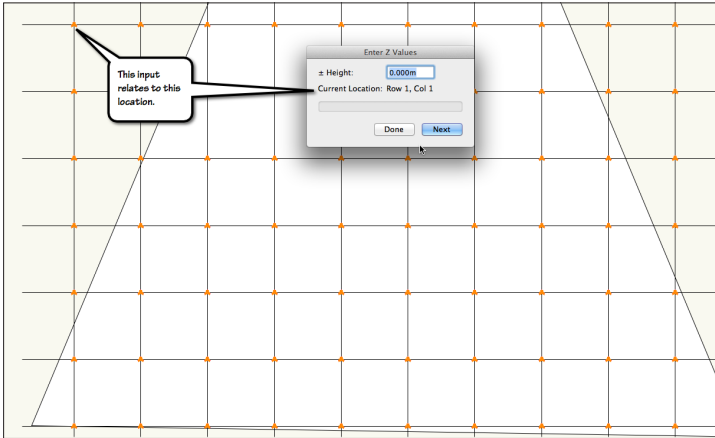 Enter Z Values
This input
relates to this
location.
± Height: 0.000m
Current Location: Row 1, Col 1
Done Next